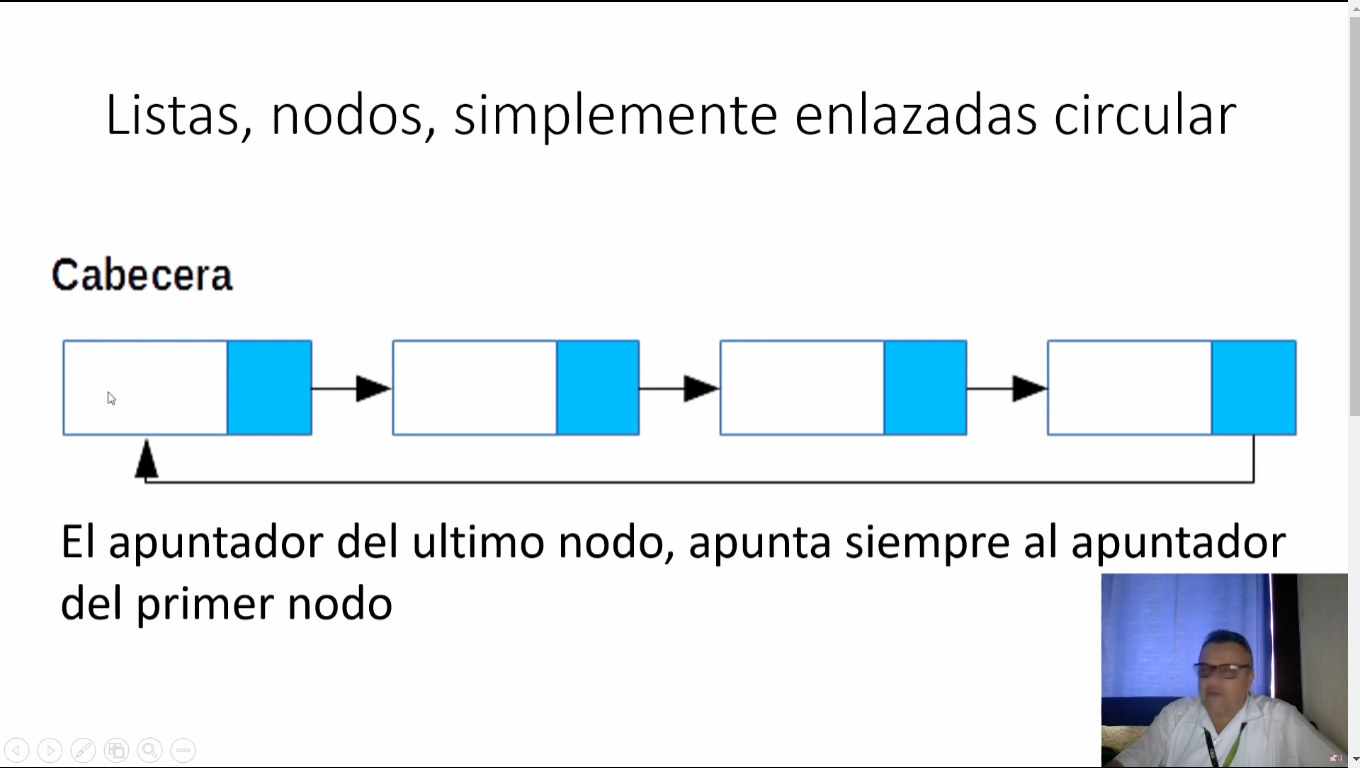 Listas, nodos, simplemente enlazadas circular
Cabecera
El apuntador del ultimo nodo, apunta siempre al apuntador
del primer nodo